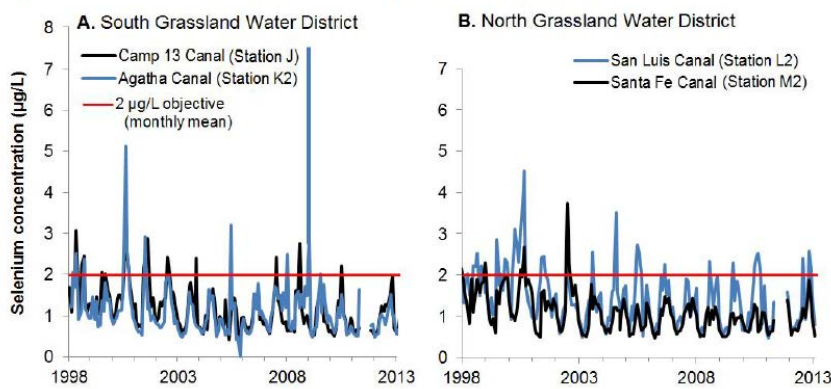 A. South Grassland Water District
B. North Grassland Water District
Selenium concentration (µg/L)
8
7
6
5
4
3
2
1
0
Camp 13 Canal (Station J)
Agatha Canal (Station K2)
2 µg/L objective
(monthly mean)
1998
2003
2008
2013
7
6
5
4
3
2
1
0
San Luis Canal (Station L2)
Santa Fe Canal (Station M2)
1998
2003
2008
2013